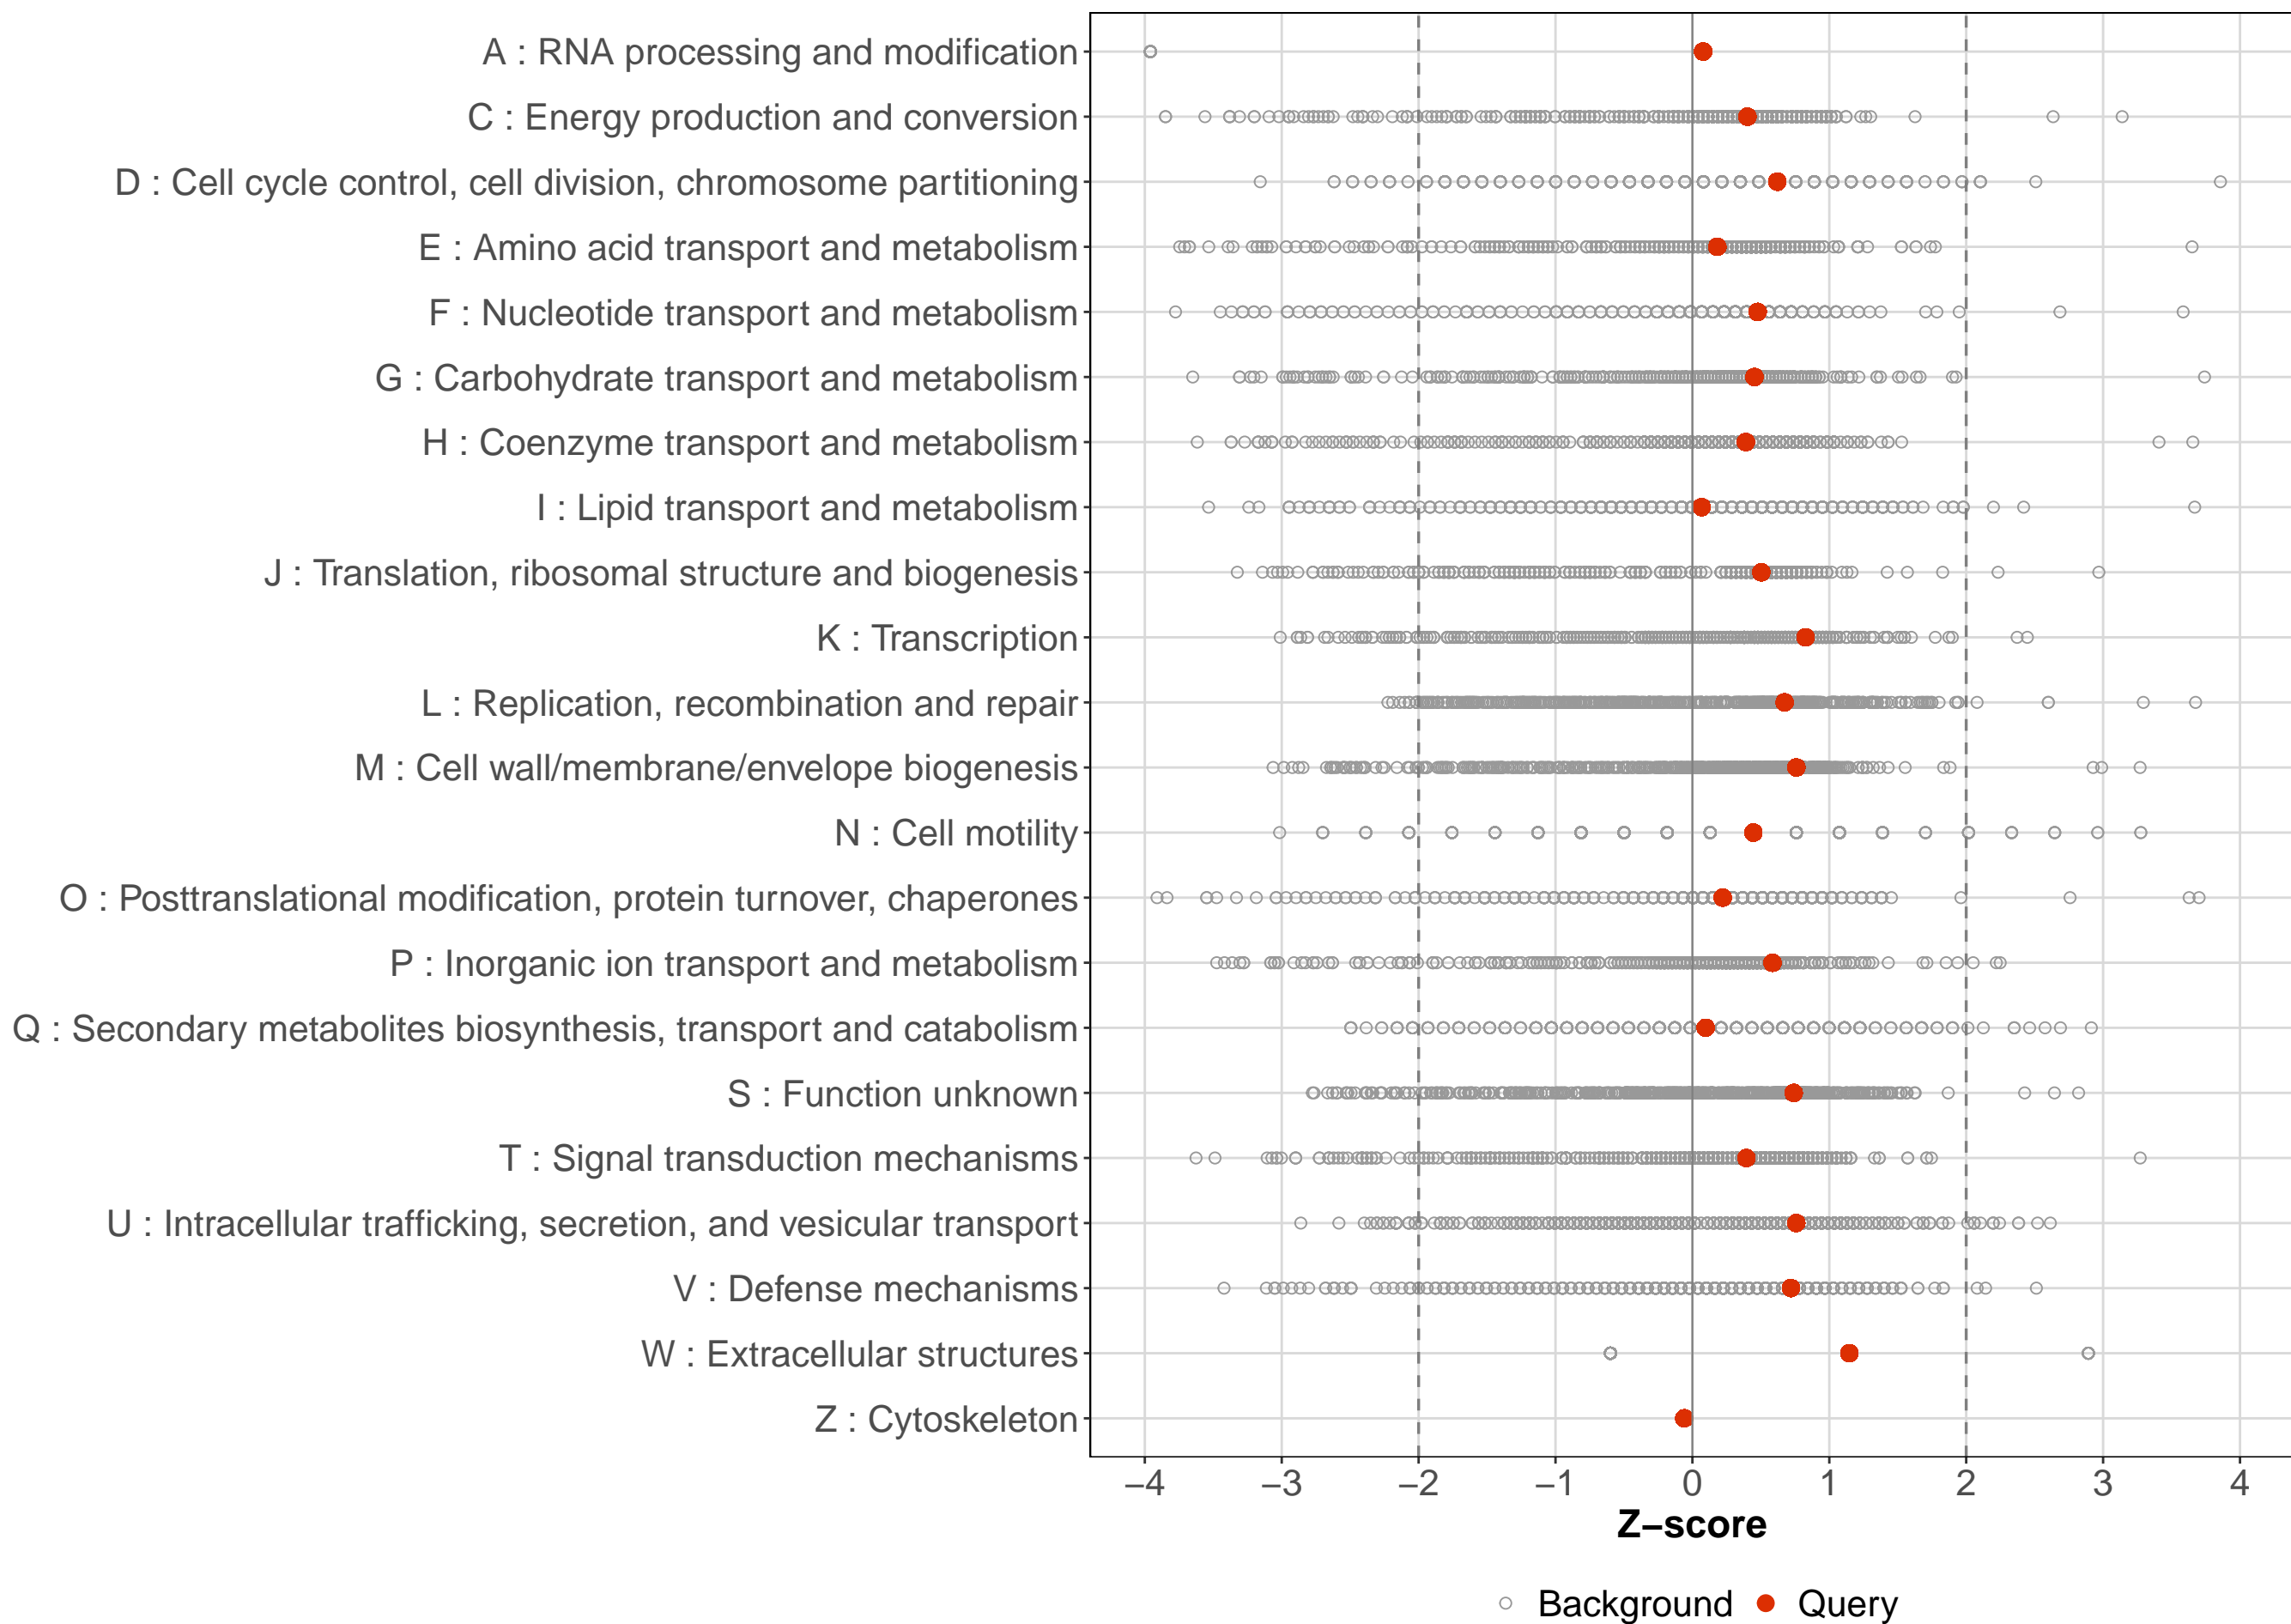 A : RNA processing and modification
C : Energy production and conversion
D : Cell cycle control, cell division, chromosome partitioning
E : Amino acid transport and metabolism
F : Nucleotide transport and metabolism
G : Carbohydrate transport and metabolism
H : Coenzyme transport and metabolism
I : Lipid transport and metabolism
J : Translation, ribosomal structure and biogenesis
K : Transcription
L : Replication, recombination and repair
M : Cell wall/membrane/envelope biogenesis
N : Cell motility
O : Posttranslational modification, protein turnover, chaperones
P : Inorganic ion transport and metabolism
Q : Secondary metabolites biosynthesis, transport and catabolism
S : Function unknown
T : Signal transduction mechanisms
U : Intracellular trafficking, secretion, and vesicular transport
V : Defense mechanisms
W : Extracellular structures
Z : Cytoskeleton
−4 −3 −2 −1 0 1 2 3 4
Z−score
Background Query